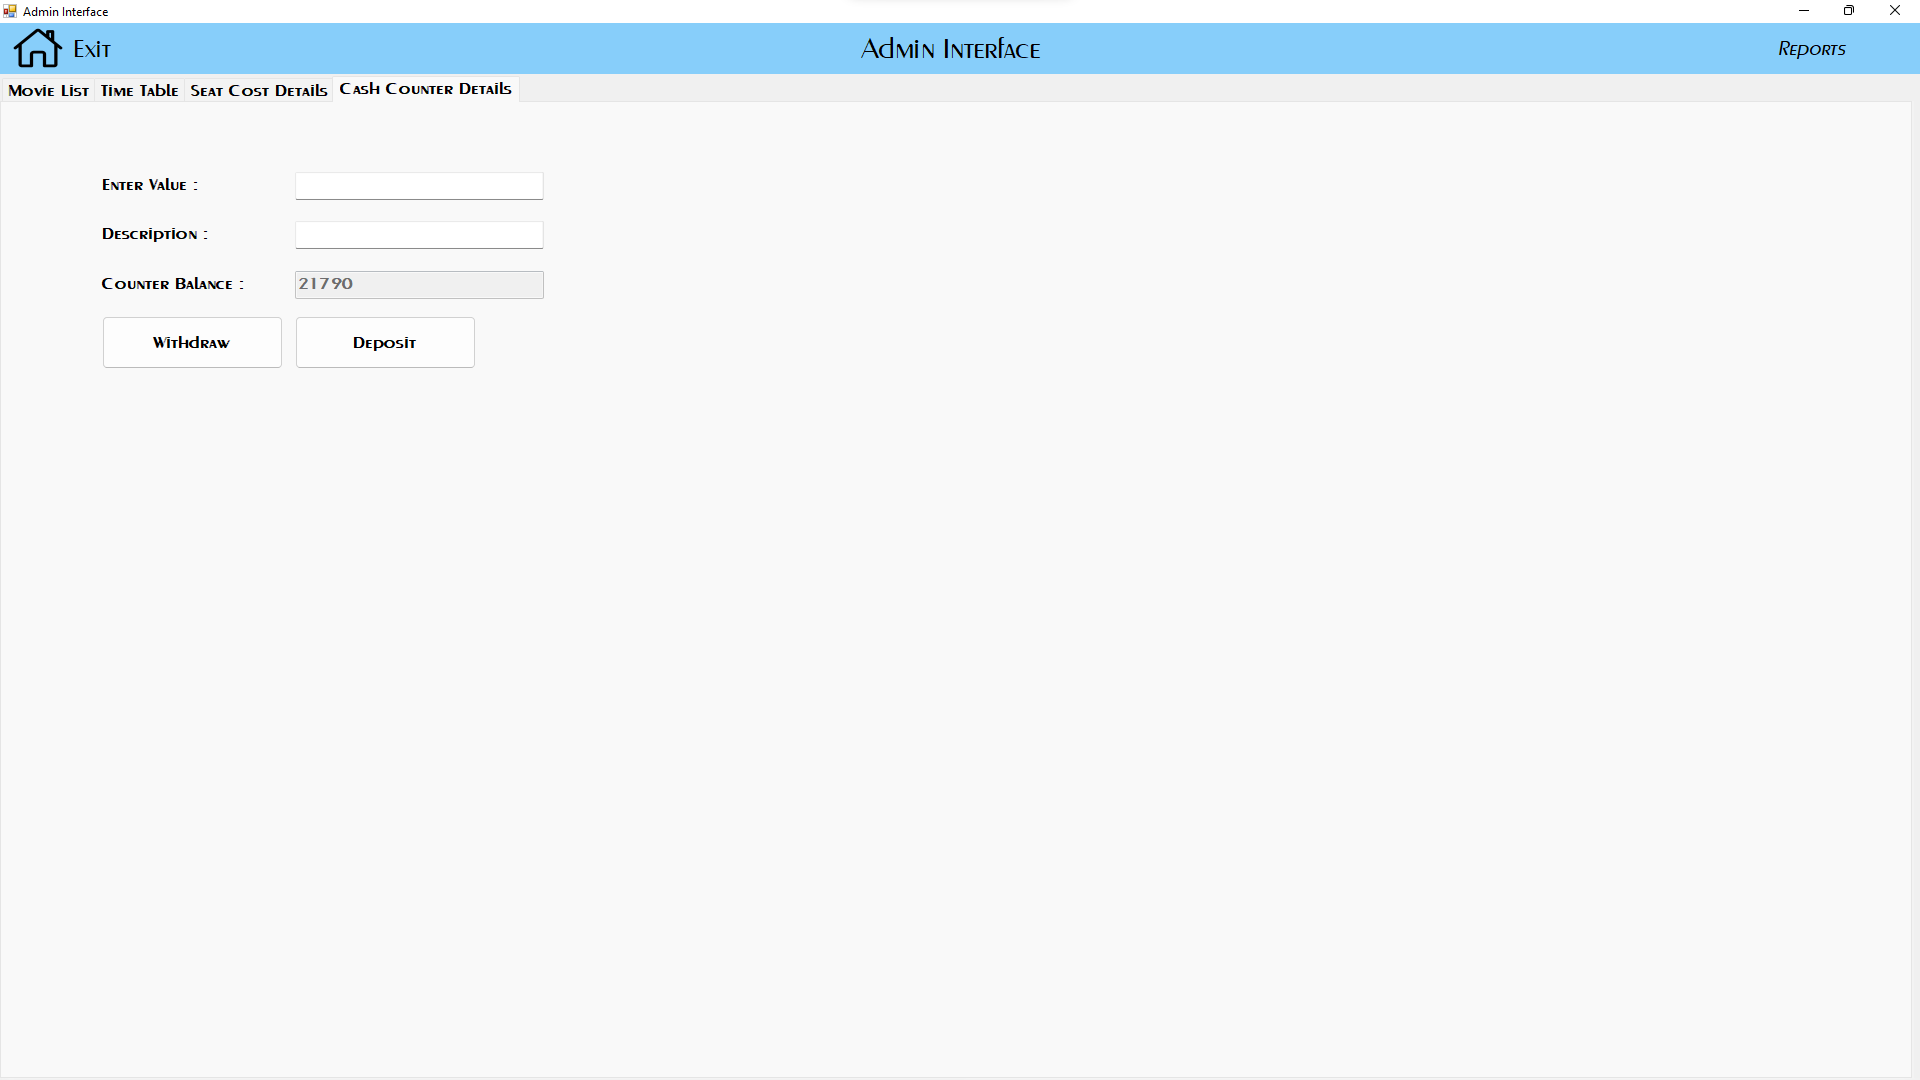 Admin Interface
Exit
Admin Interface
Reports
Movie List
Time Table
Seat Cost Details
Cash Counter Details
Enter Value :
Description :
Counter Balance :
21790
Withdraw
Deposit